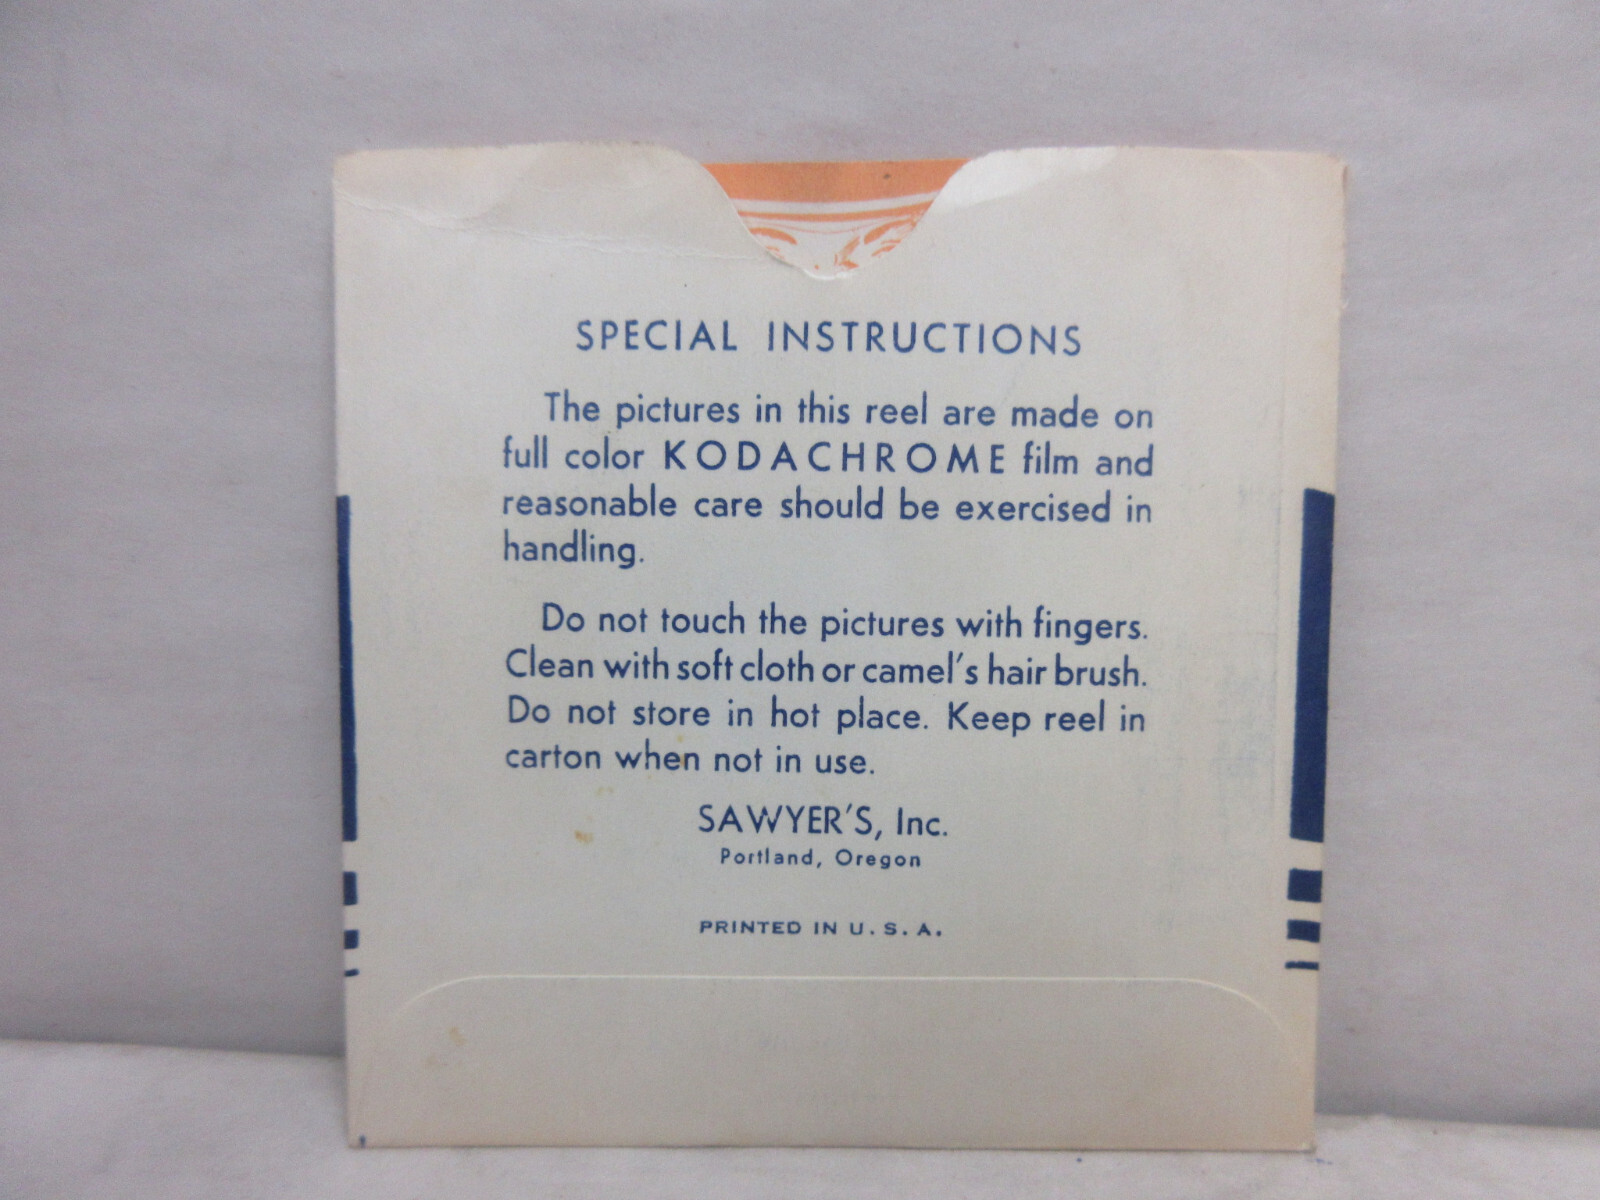 SPECIAL INSTRUCTIONS
The pictures in this reel are made on
full color KODACHROME film and
reasonable care should be exercised in
handling.
Do not touch the pictures with fingers.
Clean with soft cloth or camel's hair brush.
Do not store in hot place. Keep reel in
carton when not in use.
SAWYER'S, Inc.
Portland, Oregon
PRINTED IN U. S. A.